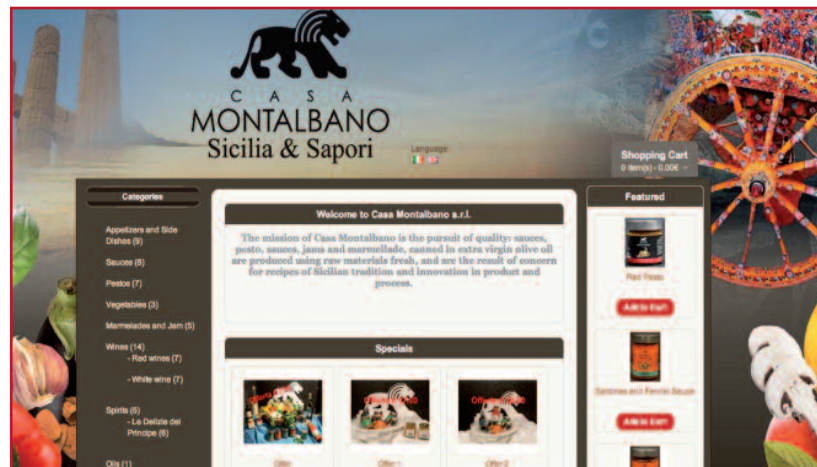 CASA
MONTALBANO
Sicilia & Sapori
Language
Shopping Cart
0 item(s) - 0.00€
Categories
Appetizers and Side
Dishes (9)
Sauces (8)
Pestos (7)
Vegetables (3)
Marmelades and Jam (5)
Wines (14)
- Red wines (7)
- White wine (7)
Spirits (6)
- Le Delizie del
Principe (6)
Oils (1)
Welcome to Casa Montalbano s.r.l.
The mission of Casa Montalbano is the pursuit of quality: sauces,
pesto, sauces, jams and marmellade, canned in extra virgin olive oil
are produced using raw materials fresh, and are the result of concern
for recipes of Sicilian tradition and innovation in product and
process.
Specials
Offer
Offer 1
Offer 2
Featured
Red Pesto
Add to Cart
Sardines and Fennel Sauce
Add to Cart